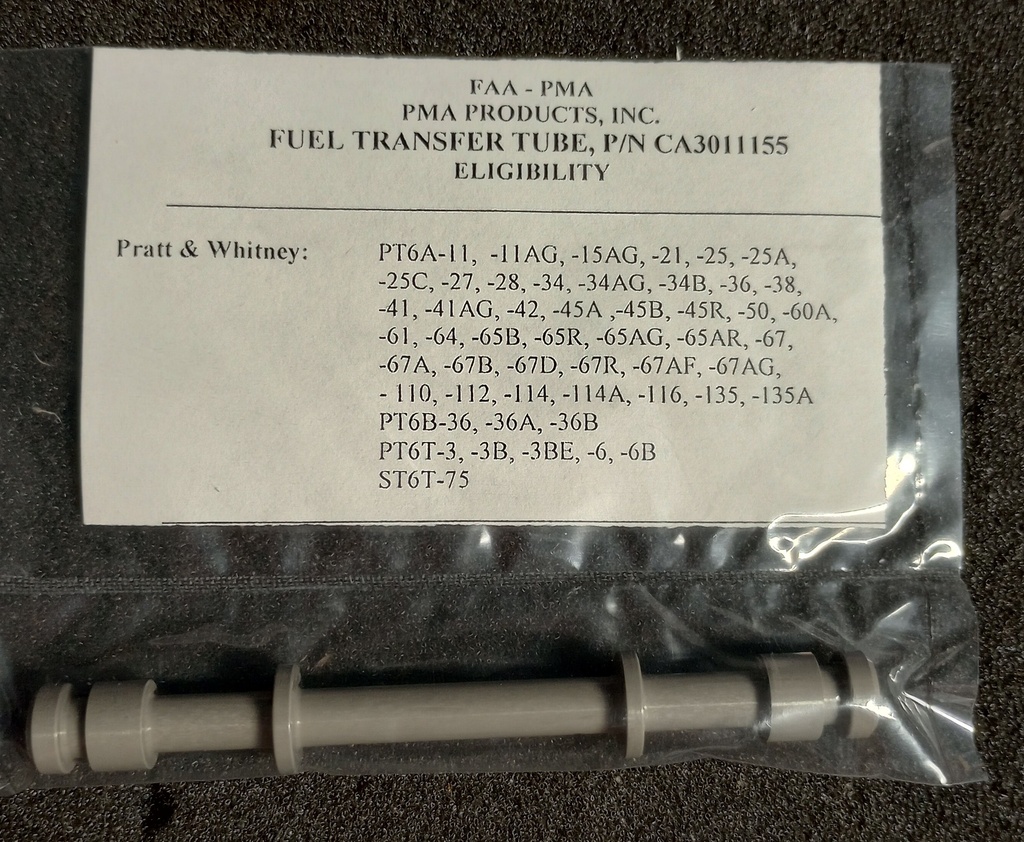 FAA - PMA
PMA PRODUCTS, INC.
FUEL TRANSFER TUBE, P/N CA3011155
ELIGIBILITY
Pratt & Whitney: PT6A-11, -11AG, -15AG, -21, -25, -25A,
-25C, -27, -28, -34, -34AG, -34B, -36, -38,
-41, -41AG, -42, -45A ,-45B, -45R, -50, -60A,
-61, -64, -65B, -65R, -65AG, -65AR, -67,
-67A, -67B, -67D, -67R, -67AF, -67AG,
- 110, -112, -114, -114A, -116, -135, -135A
PT6B-36, -36A, -36B
PT6T-3, -3B, -3BE, -6, -6B
ST6T-75